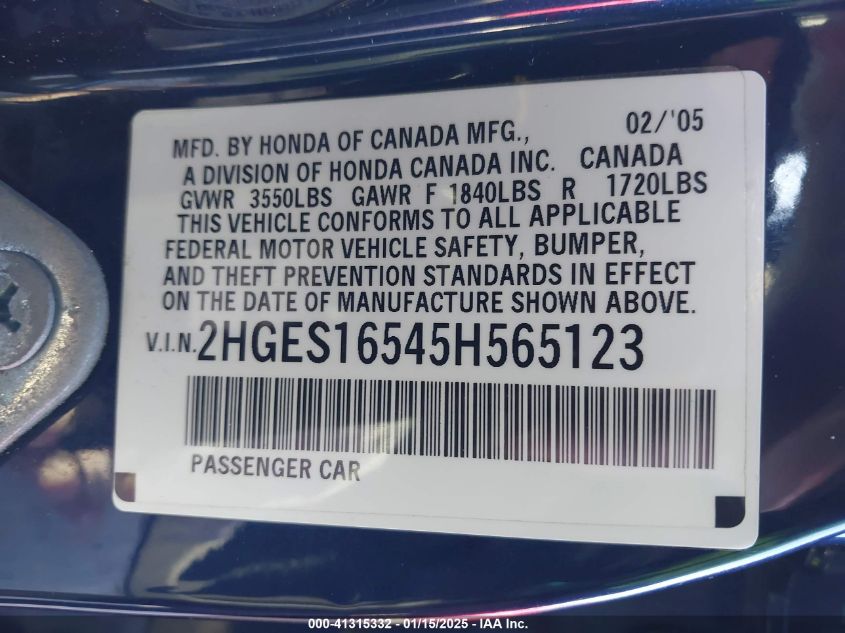 MFD. BY HONDA OF CANADA MFG., 02/'05
A DIVISION OF HONDA CANADA INC. CANADA
GVWR 3550LBS GAWR F 1840LBS R 1720LBS
THIS VEHICLE CONFORMS TO ALL APPLICABLE
FEDERAL MOTOR VEHICLE SAFETY, BUMPER,
AND THEFT PREVENTION STANDARDS IN EFFECT
ON THE DATE OF MANUFACTURE SHOWN ABOVE.
V.I.N. 2HGES16545H565123
PASSENGER CAR
000-41315332 - 01/15/2025 - IAA Inc.